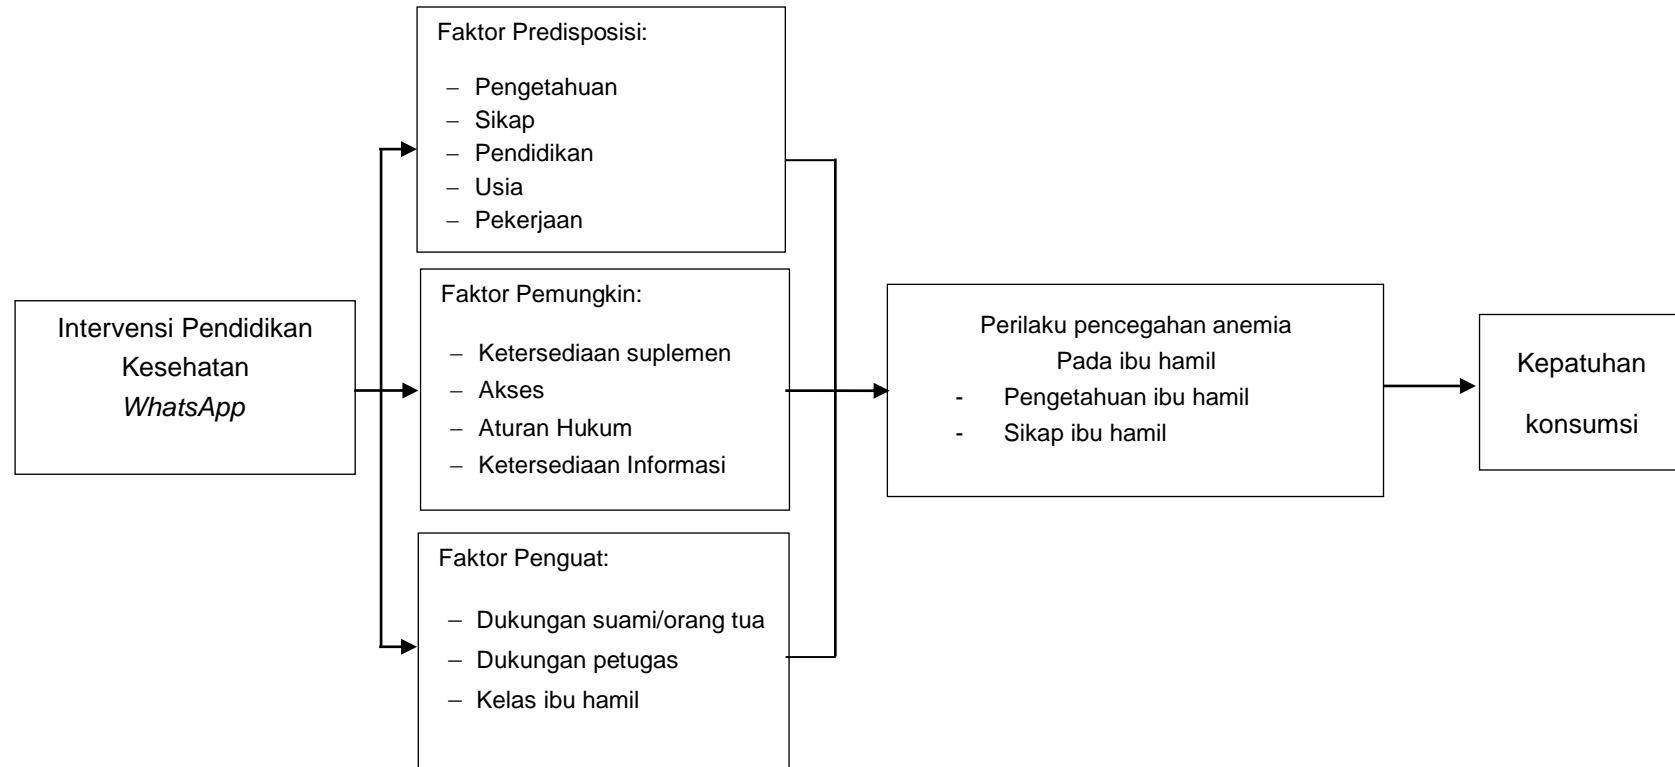 Faktor Predisposisi:
– Pengetahuan
– Sikap
– Pendidikan
– Usia
– Pekerjaan
Intervensi Pendidikan
Kesehatan
WhatsApp
Faktor Pemungkin:
– Ketersediaan suplemen
– Akses
– Aturan Hukum
– Ketersediaan Informasi
Faktor Penguat:
– Dukungan suami/orang tua
– Dukungan petugas
– Kelas ibu hamil
Perilaku pencegahan anemia
Pada ibu hamil
- Pengetahuan ibu hamil
- Sikap ibu hamil
Kepatuhan
konsumsi